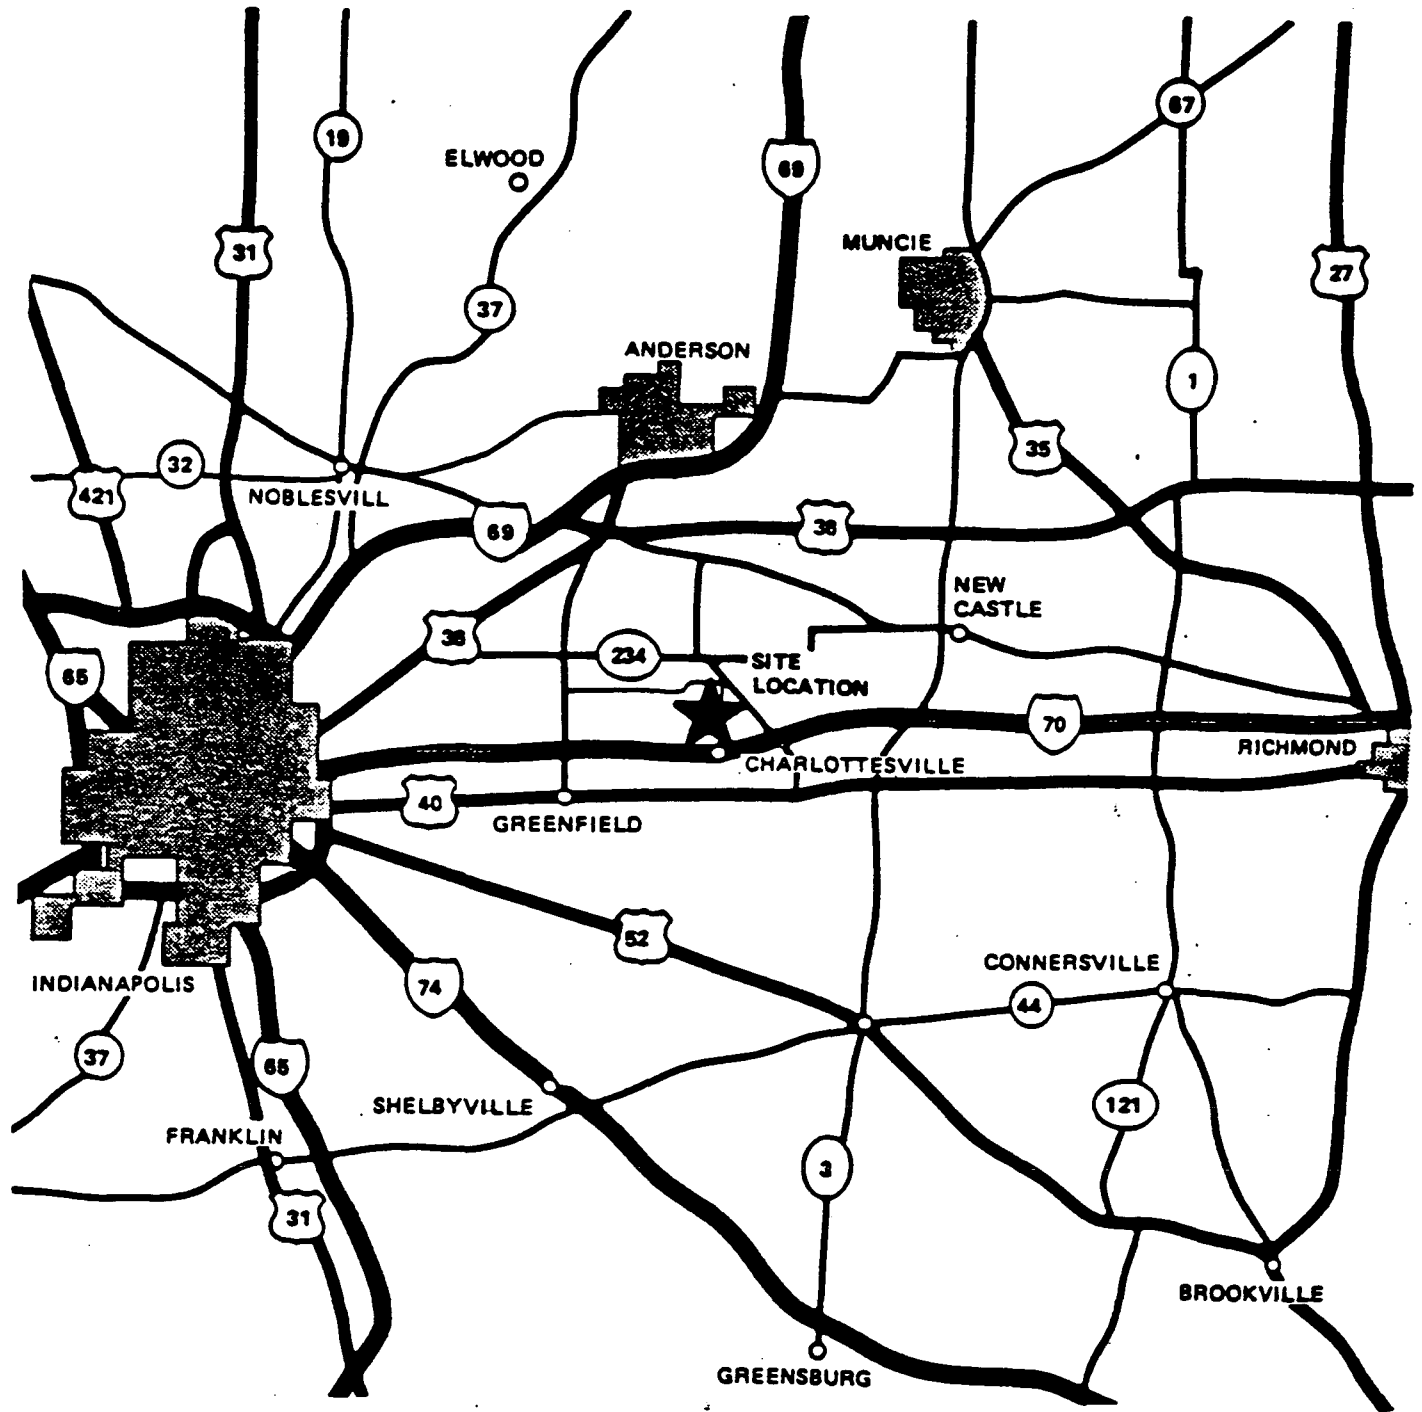 67
19
ELWOOD
69
MUNCIE
31
27
37
ANDERSON
1
35
32
421
NOBLESVILL
69
36
NEW
CASTLE
36
234
SITE
LOCATION
65
70
RICHMOND
CHARLOTTESVILLE
40
GREENFIELD
52
CONNERSVILLE
INDIANAPOLIS
74
44
37
65
SHELBYVILLE
121
FRANKLIN
3
31
BROOKVILLE
GREENSBURG